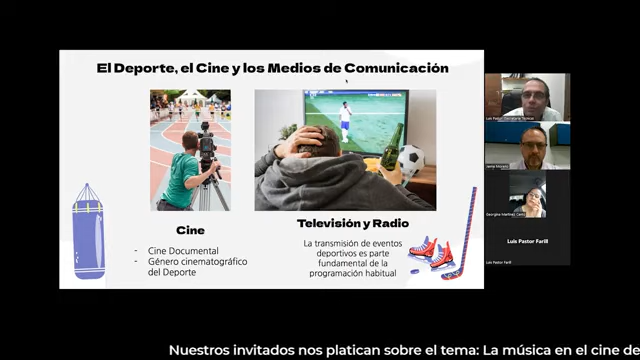 El Deporte, el Cine y los Medios de Comunicación
Cine
- Cine Documental
- Género cinematográfico
del Deporte
Televisión y Radio
La transmisión de eventos
deportivos es parte
fundamental de la
programación habitual
Luis Pastor Farill
Luis Pastor Farill
Nuestros invitados nos platican sobre el tema: La música en el cine de